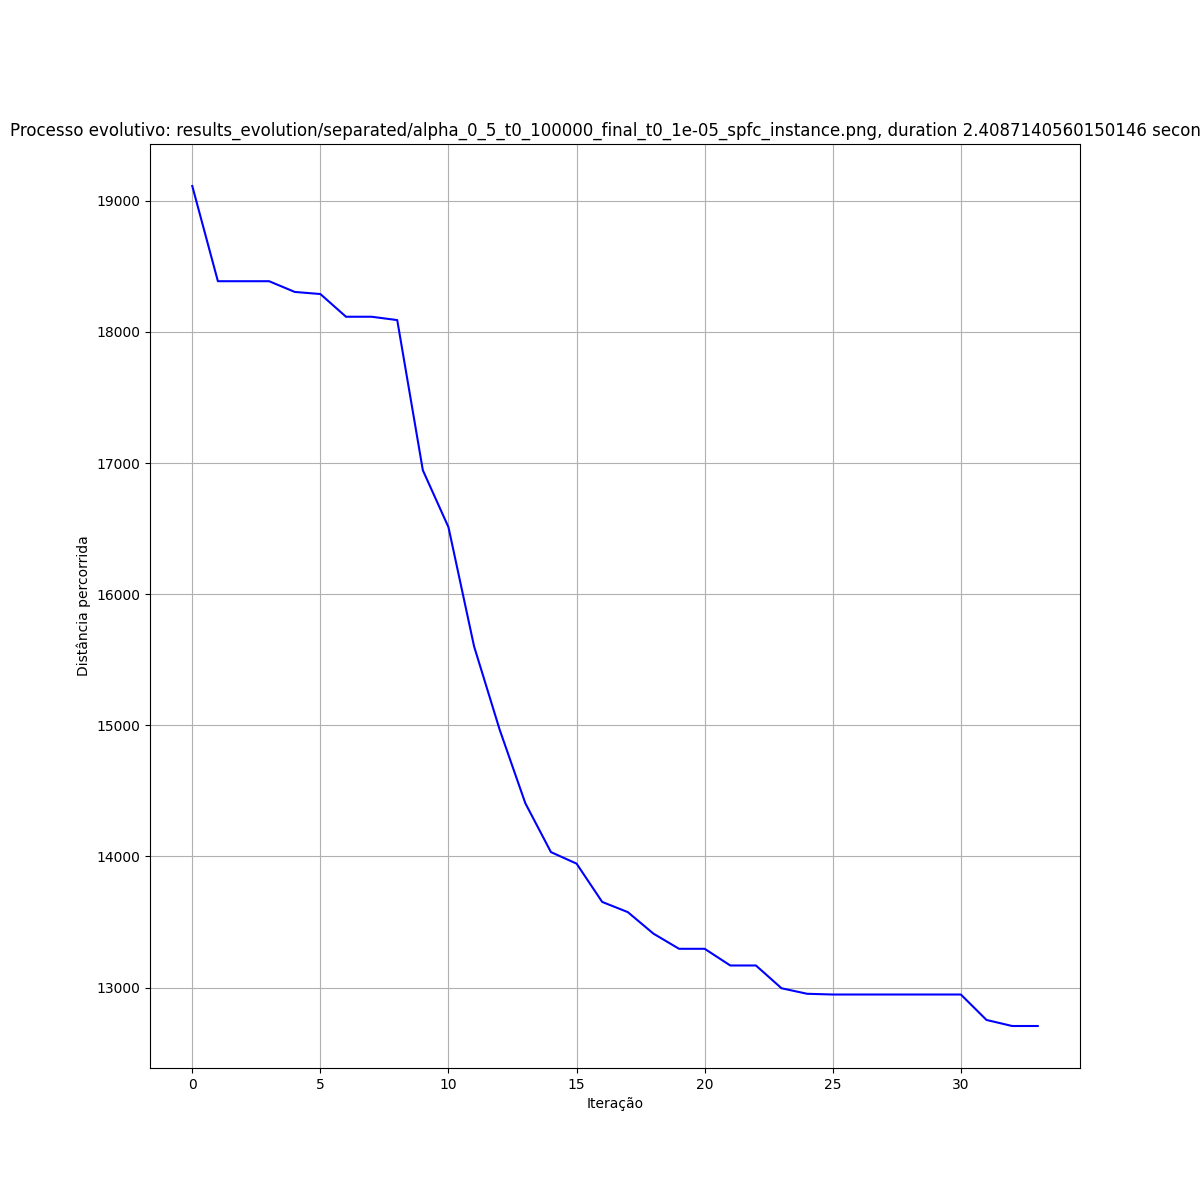 Processo evolutivo: results_evolution/separated/alpha_0_5_t0_100000_final_t0_1e-05_spfc_instance.png, duration 2.4087140560150146 secon
19000
18000
17000
16000
15000
14000
13000
Distância percorrida
0 5 10 15 20 25 30
Iteração